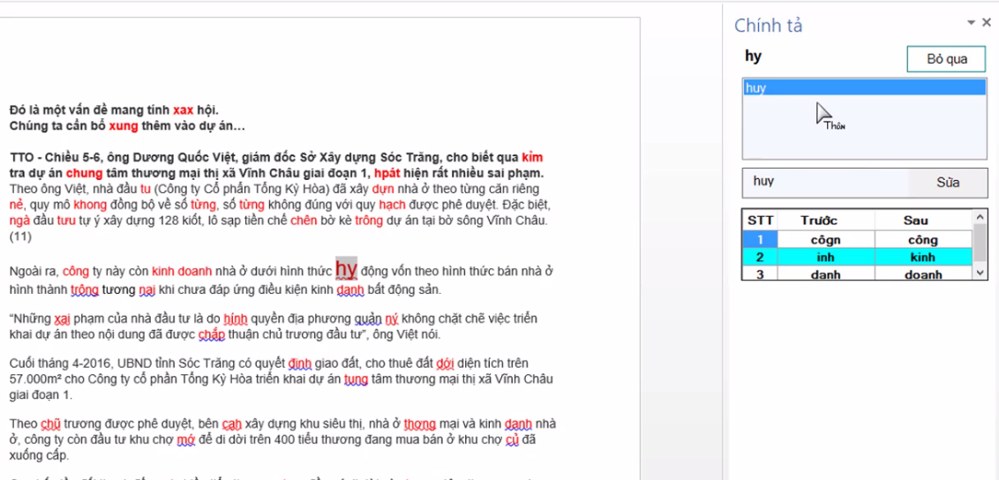 Đó là một vấn đề mang tính xax hội.
Chúng ta cần bổ xung thêm vào dự án...
TTO - Chiều 5-6, ông Dương Quốc Việt, giám đốc Sở Xây dựng Sóc Trăng, cho biết qua kỉm
tra dự án chung tâm thương mại thị xã Vĩnh Châu giai đoạn 1, hpát hiện rất nhiều sai phạm.
Theo ông Việt, nhà đầu tu (Công ty Cổ phần Tổng Kỳ Hòa) đã xây dựn nhà ở theo từng căn riêng
nẻ, quy mô khong đồng bộ về số từng, số từng không đúng với quy hạch được phê duyệt. Đặc biệt,
ngà đầu tưu tự ý xây dựng 128 kiốt, lô sạp tiền chế chên bờ kè trông dự án tại bờ sông Vĩnh Châu.
(11)
Ngoài ra, công ty này còn kinh doanh nhà ở dưới hình thức hy động vốn theo hình thức bán nhà ở
hình thành trông tương nai khi chưa đáp ứng điều kiện kinh danh bất động sản.
“Những xai phạm của nhà đầu tư là do hính quyền địa phương quản ný không chặt chẽ việc triển
khai dự án theo nội dung đã được chắp thuận chủ trương đầu tư”, ông Việt nói.
Cuối tháng 4-2016, UBND tỉnh Sóc Trăng có quyết đinh giao đất, cho thuê đất dới diện tích trên
57.000m² cho Công ty cổ phần Tổng Kỳ Hòa triển khai dự án tung tâm thương mại thị xã Vĩnh Châu
giai đoạn 1.
Theo chũ trương được phê duyệt, bên cah xây dựng khu siêu thị, nhà ở thơng mại và kinh danh nhà
ở, công ty còn đầu tư khu chợ mớ để di dời trên 400 tiểu thương đang mua bán ở khu chợ củ đã
xuống cấp.
Chính tả
hy
Bỏ qua
huy
Thôn
huy Sửa
STT Trước Sau
1 côgn công
2 inh kinh
3 danh doanh